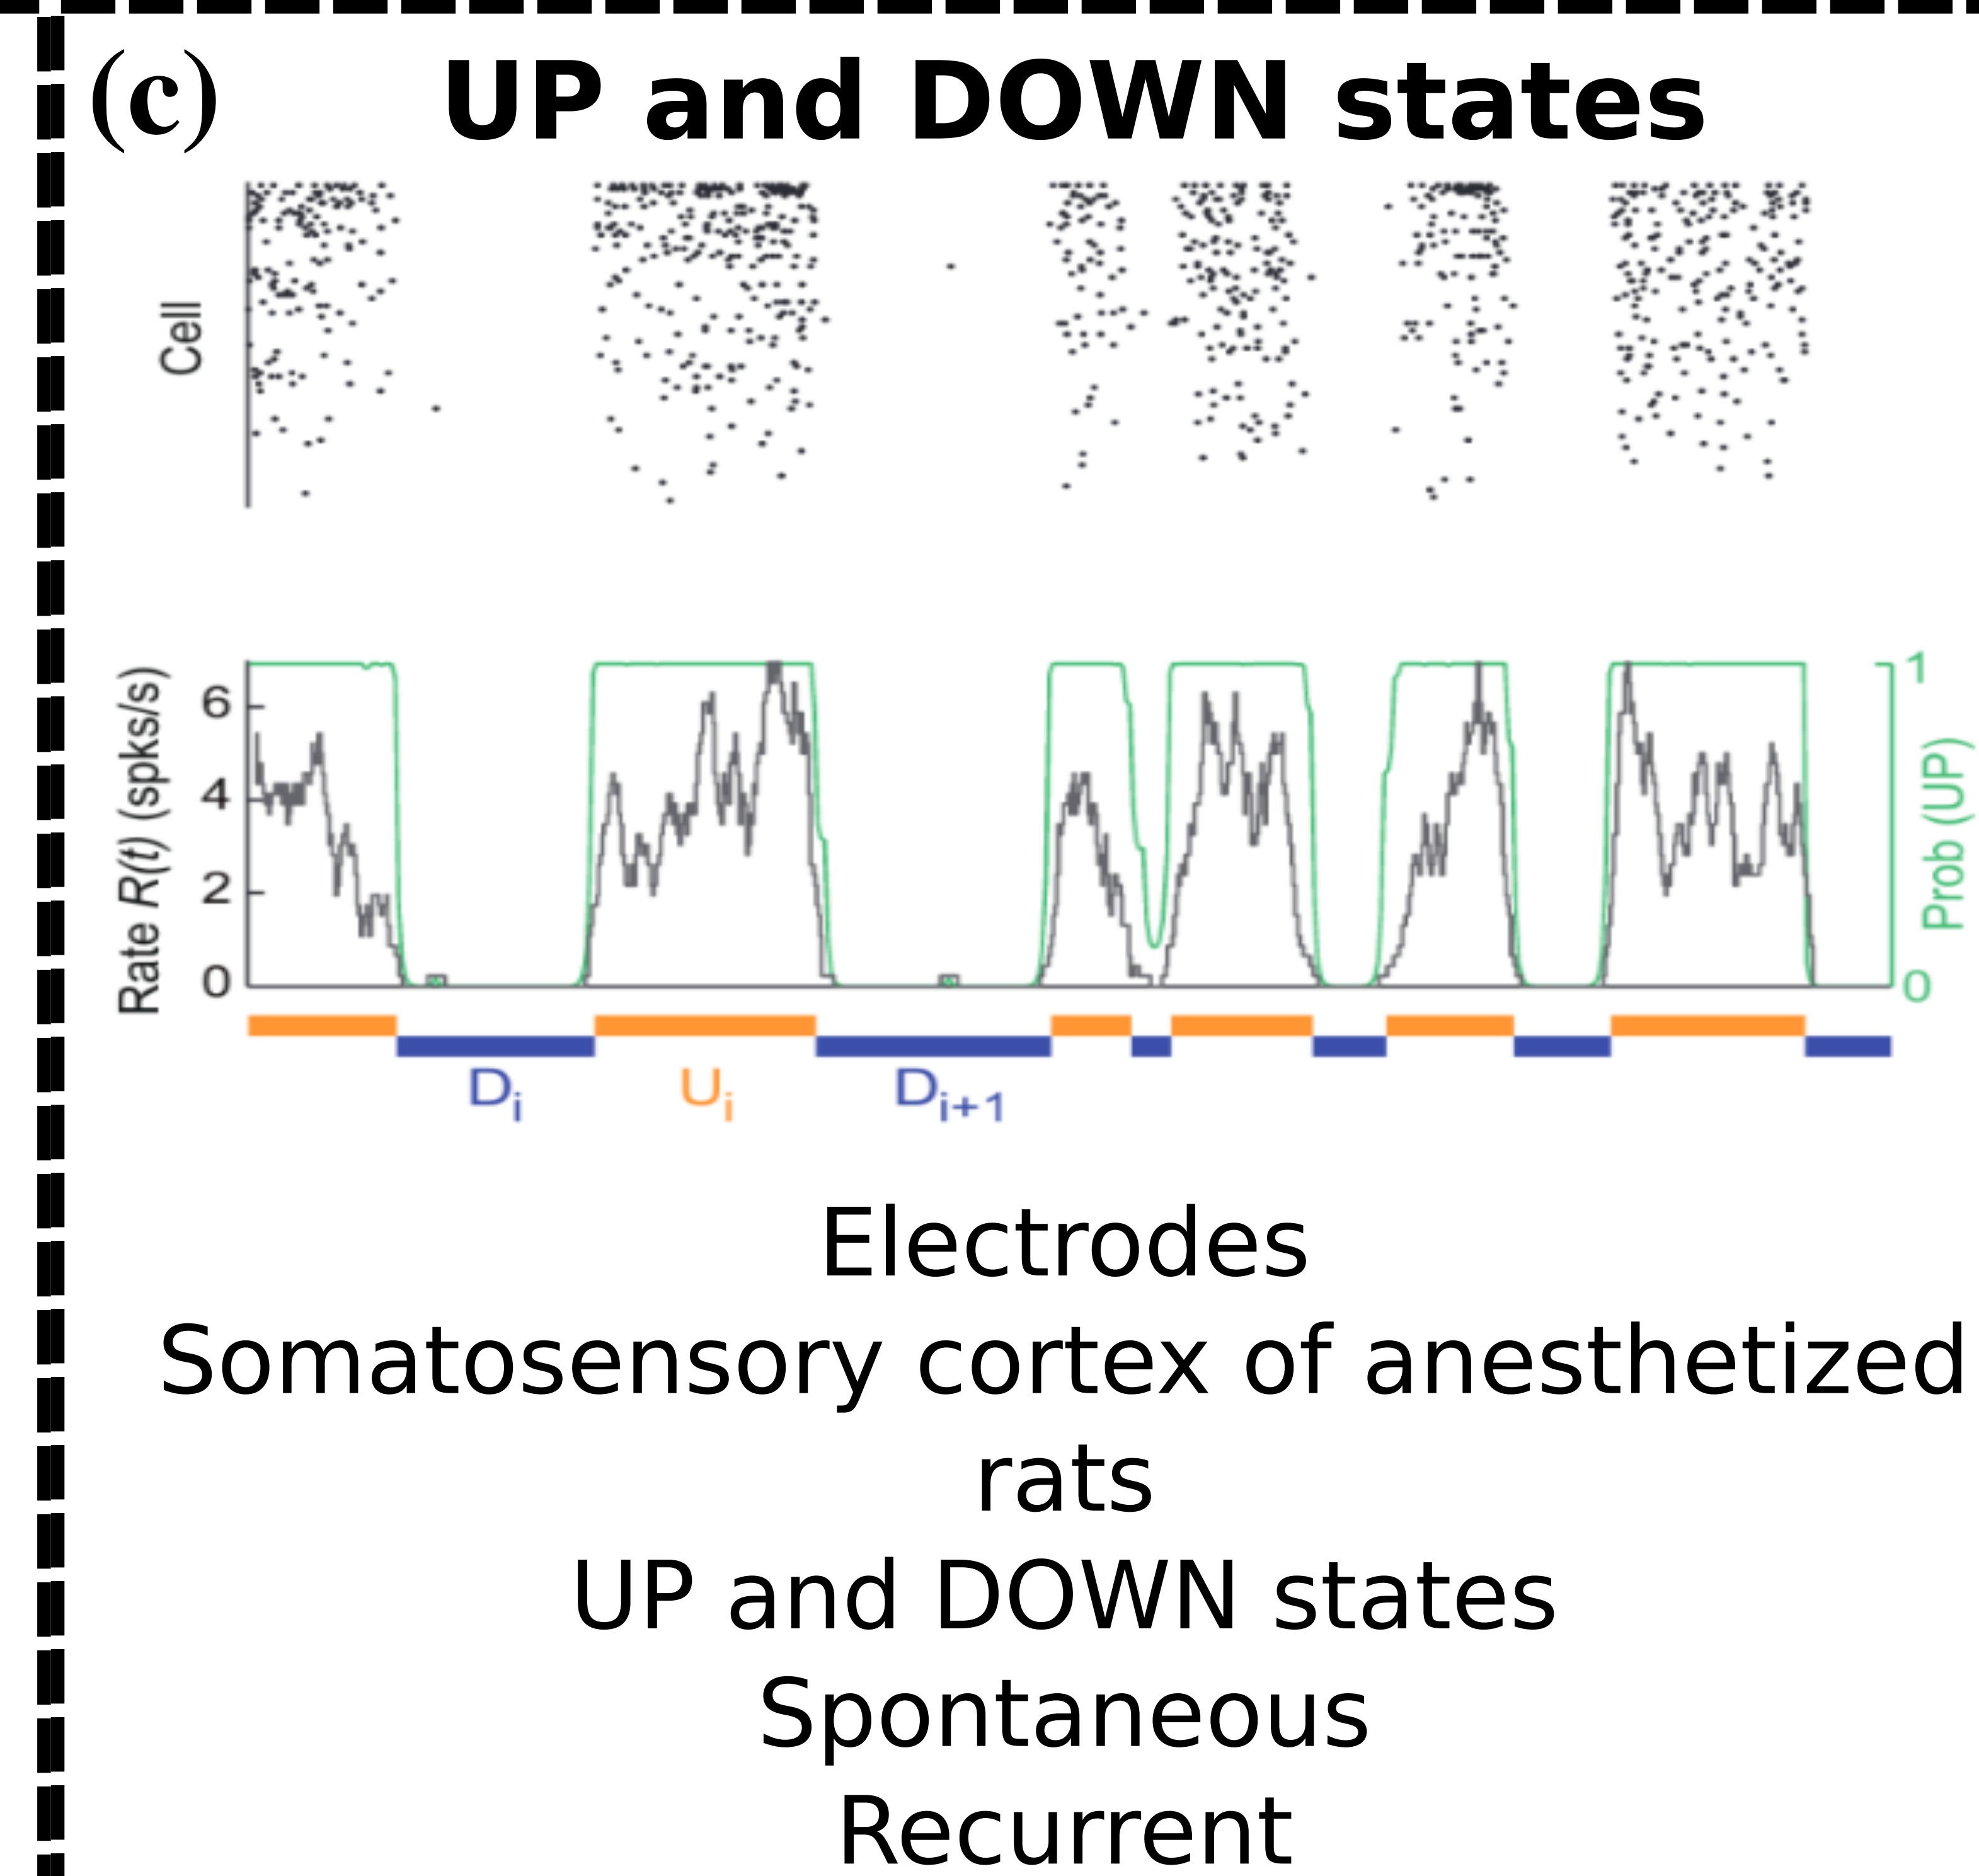 (c) UP and DOWN states
Cell
Rate R(t) (spks/s)
6
4
2
0
1
Prob (UP)
0
Di
Ui
Di+1
Electrodes
Somatosensory cortex of anesthetized
rats
UP and DOWN states
Spontaneous
Recurrent